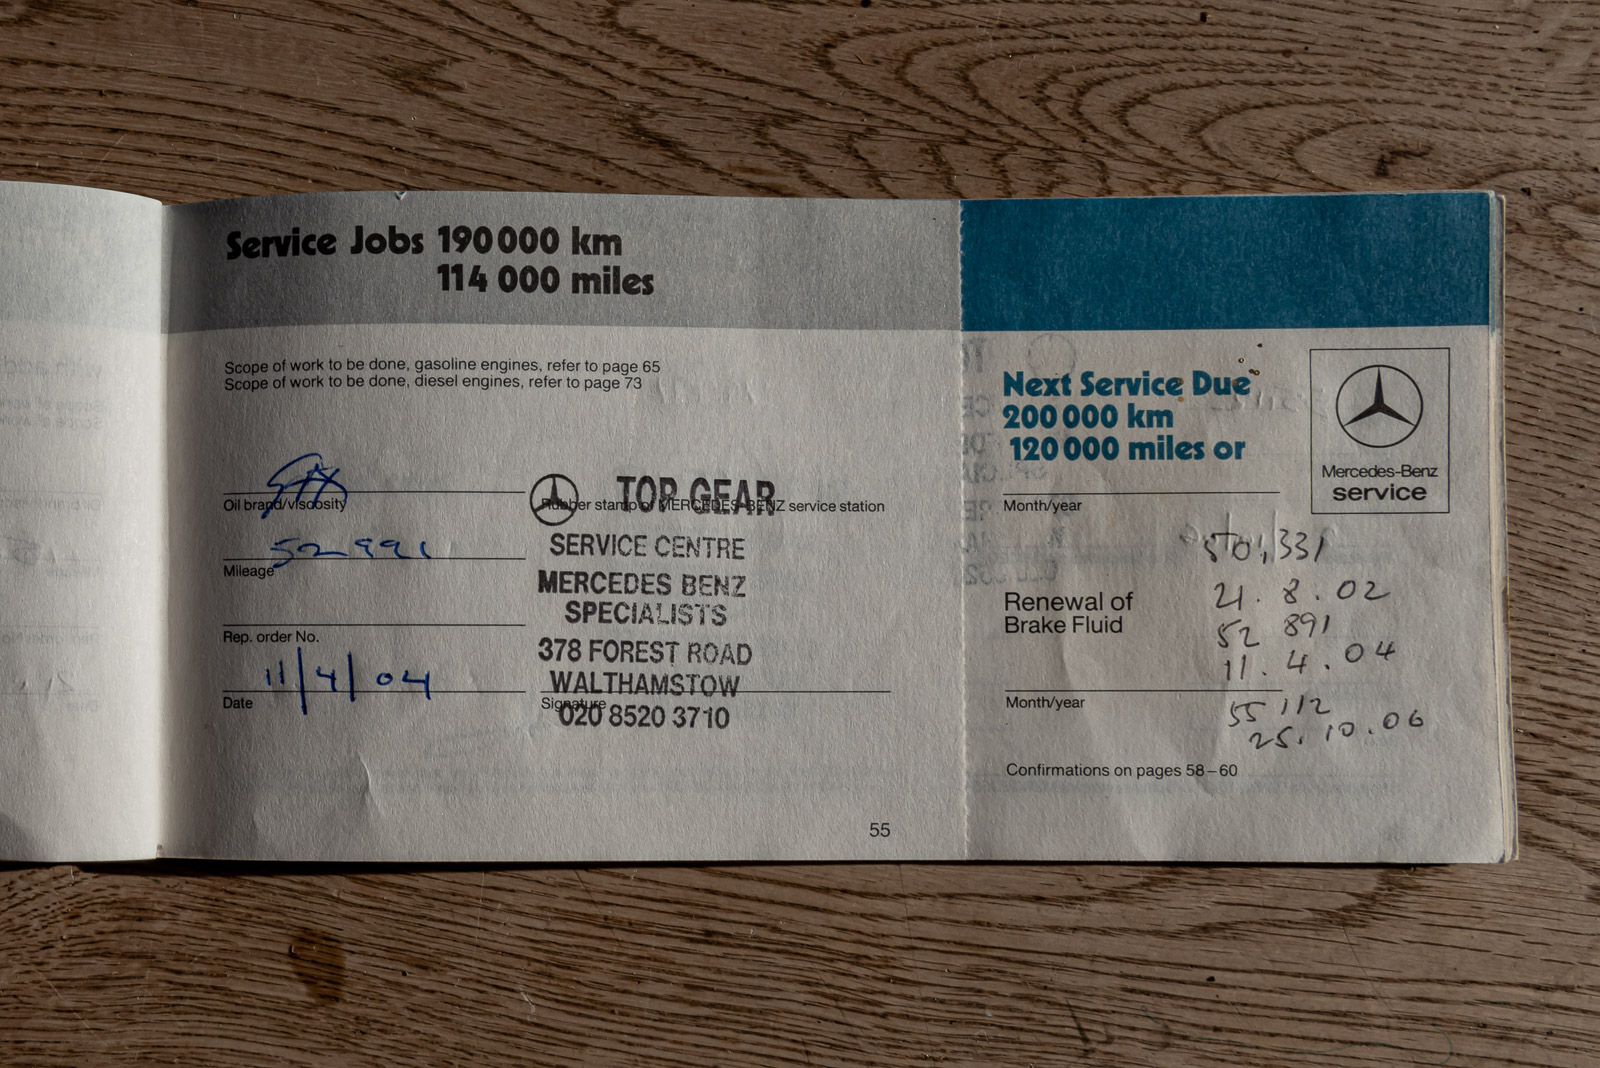 Service Jobs 190 000 km
114 000 miles
Scope of work to be done, gasoline engines, refer to page 65
Scope of work to be done, diesel engines, refer to page 73
Oil brand/viscosity
52891
Mileage
Rep. order No.
11/4/04
Date
Rubber stamp of MERCEDES-BENZ service station
TOP GEAR
SERVICE CENTRE
MERCEDES BENZ
SPECIALISTS
378 FOREST ROAD
WALTHAMSTOW
Signature
020 8520 3710
55
Next Service Due
200 000 km
120 000 miles or
Month/year
Mercedes-Benz
service
50,331
21.8.02
Renewal of
Brake Fluid
52 891
11.4.04
Month/year
55 112
25.10.06
Confirmations on pages 58–60